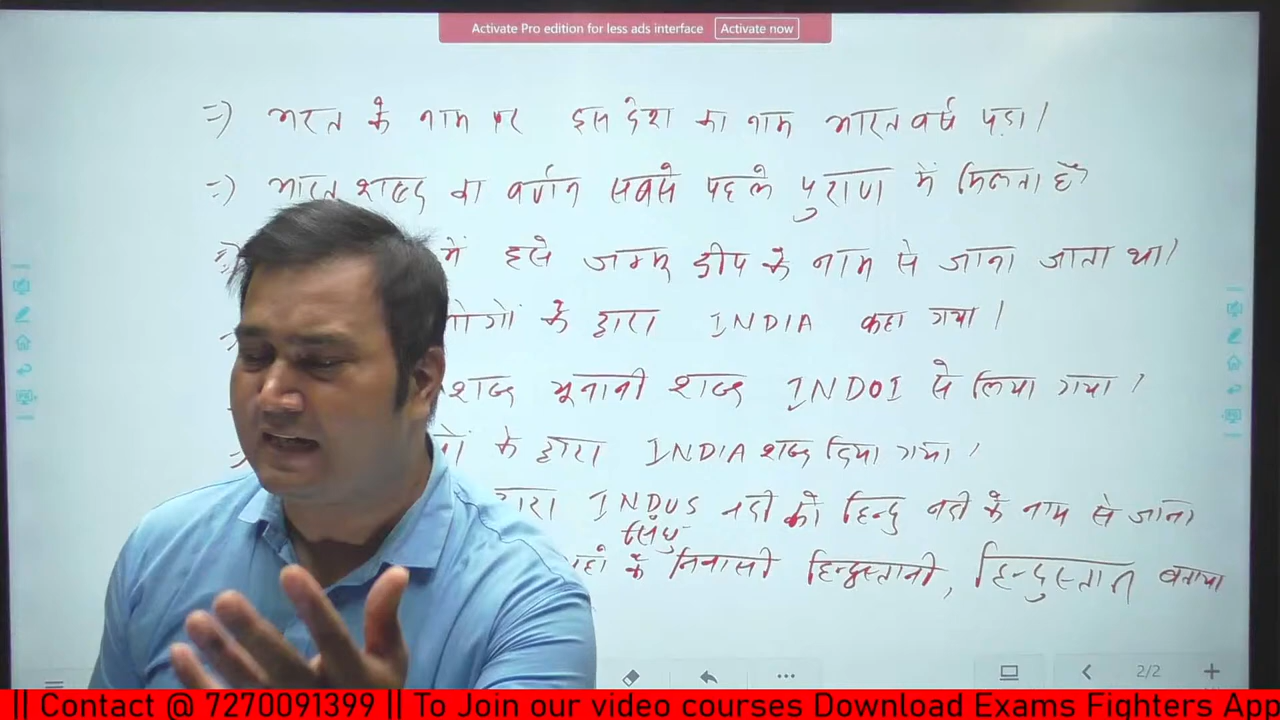 Activate Pro edition for less ads interface Activate now
=) भरत के नाम पर इस देश का नाम भारत वर्ष पड़ा।
=) भारत शब्द का वर्णन सबसे पहले पुराण में मिलता है
में इसे जम्बू द्वीप के नाम से जाना जाता था।
के द्वारा INDIA कहा गया।
शब्द यूनानी शब्द INDOI से लिया गया।
के द्वारा INDIA शब्द दिया गया।
INDUS नदी को हिन्दु नदी के नाम से जाना
सिंधु
के निवासी हिन्दुस्तानी, हिन्दुस्तान बताया
2/2
|| Contact @ 7270091399 || To Join our video courses Download Exams Fighters App